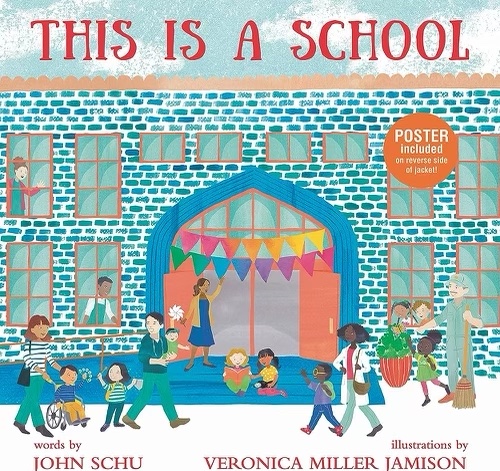 THIS IS A SCHOOL
POSTER
included
on reverse side
of jacket!
words by
JOHN SCHU
illustrations by
VERONICA MILLER JAMISON